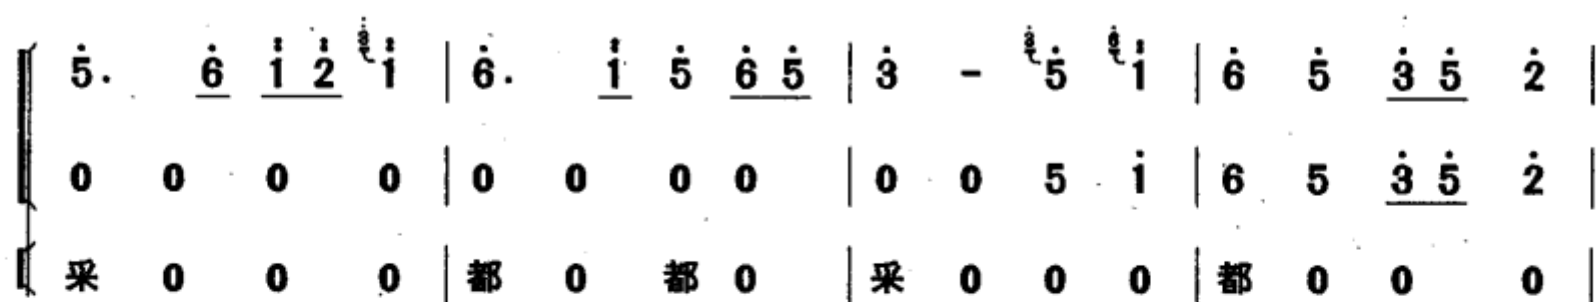 5̇. 6̇ 1̈ 2̈ 1̈ | 6̇. 1̈ 5̇ 6̇ 5̇ | 3̇ - 5̇ 1̈ | 6̇ 5̇ 3̇ 5̇ 2̇ |
0 0 0 0 | 0 0 0 0 | 0 0 5 1̇ | 6 5 3̇ 5̇ 2̇ |
采 0 0 0 | 都 0 都 0 | 采 0 0 0 | 都 0 0 0 |